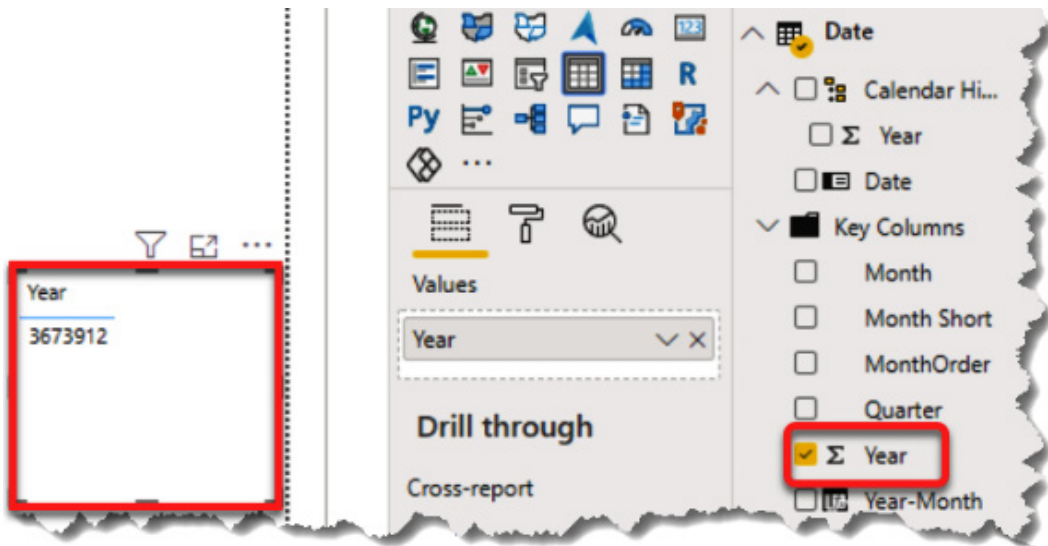 Year
3673912
123
R
Py
...
Values
Year
Drill through
Cross-report
Date
Calendar Hi...
Σ Year
Date
Key Columns
Month
Month Short
MonthOrder
Quarter
Σ Year
Year-Month